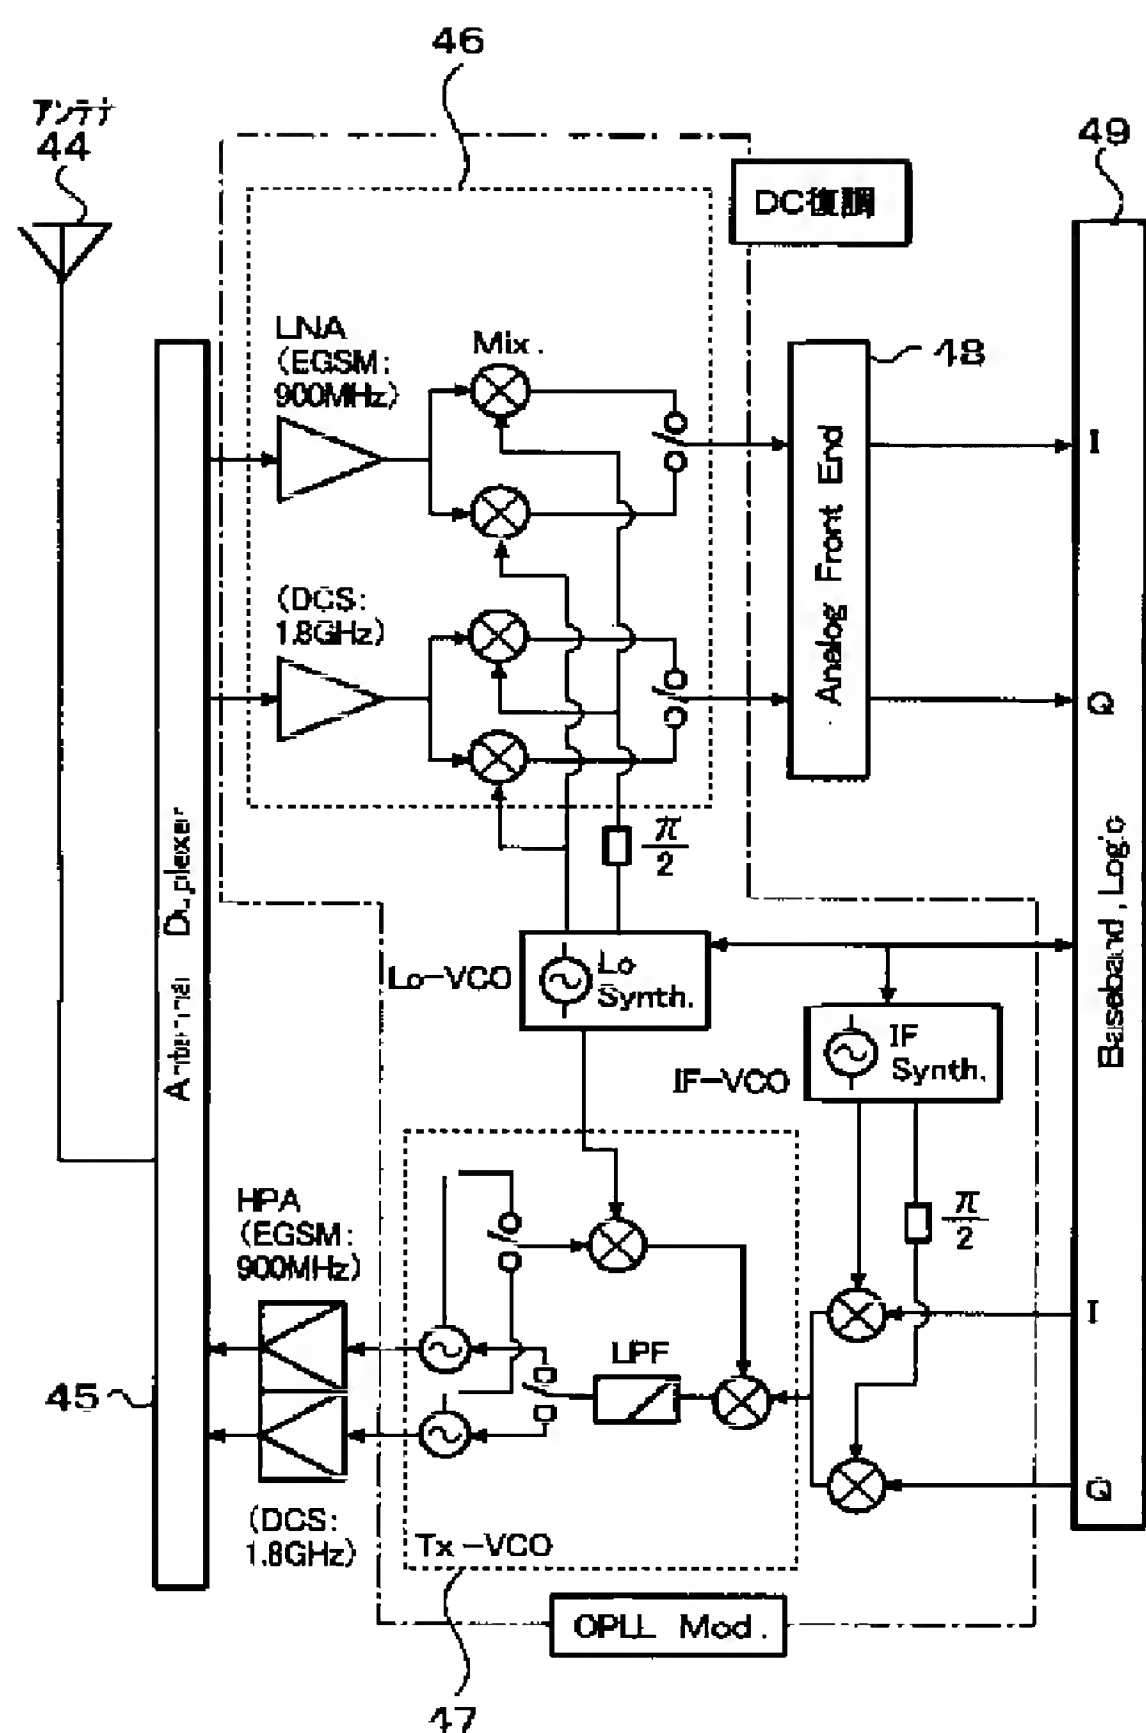 46
アンテナ
44
49
DC復調
LNA
(EGSM:
900MHz)
Mix.
48
I
Analog Front End
(DCS:
1.8GHz)
Q
π
2
Antenna Duplexer
Baseband, Logic
Lo-VCO
Lo
Synth.
IF
Synth.
IF-VCO
HPA
(EGSM:
900MHz)
π
2
I
LPF
45
Q
(DCS:
1.8GHz)
Tx-VCO
OPLL Mod.
47